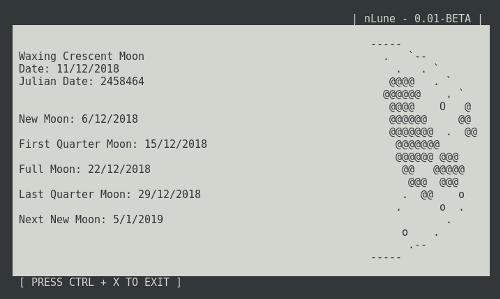 | nLune - 0.01-BETA |
Waxing Crescent Moon
Date: 11/12/2018
Julian Date: 2458464
New Moon: 6/12/2018
First Quarter Moon: 15/12/2018
Full Moon: 22/12/2018
Last Quarter Moon: 29/12/2018
Next New Moon: 5/1/2019
[ PRESS CTRL + X TO EXIT ]